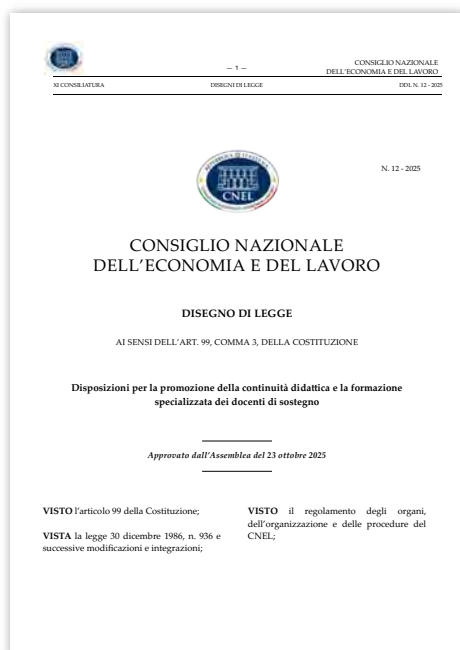 — 1 —
CONSIGLIO NAZIONALE
DELL'ECONOMIA E DEL LAVORO
XI CONSILIATURA DISEGNI DI LEGGE DDL N. 12 - 2025
N. 12 - 2025
CNEL
CONSIGLIO NAZIONALE
DELL'ECONOMIA E DEL LAVORO
DISEGNO DI LEGGE
AI SENSI DELL'ART. 99, COMMA 3, DELLA COSTITUZIONE
Disposizioni per la promozione della continuità didattica e la formazione
specializzata dei docenti di sostegno
Approvato dall'Assemblea del 23 ottobre 2025
VISTO l'articolo 99 della Costituzione;
VISTA la legge 30 dicembre 1986, n. 936 e
successive modificazioni e integrazioni;
VISTO il regolamento degli organi,
dell'organizzazione e delle procedure del
CNEL;